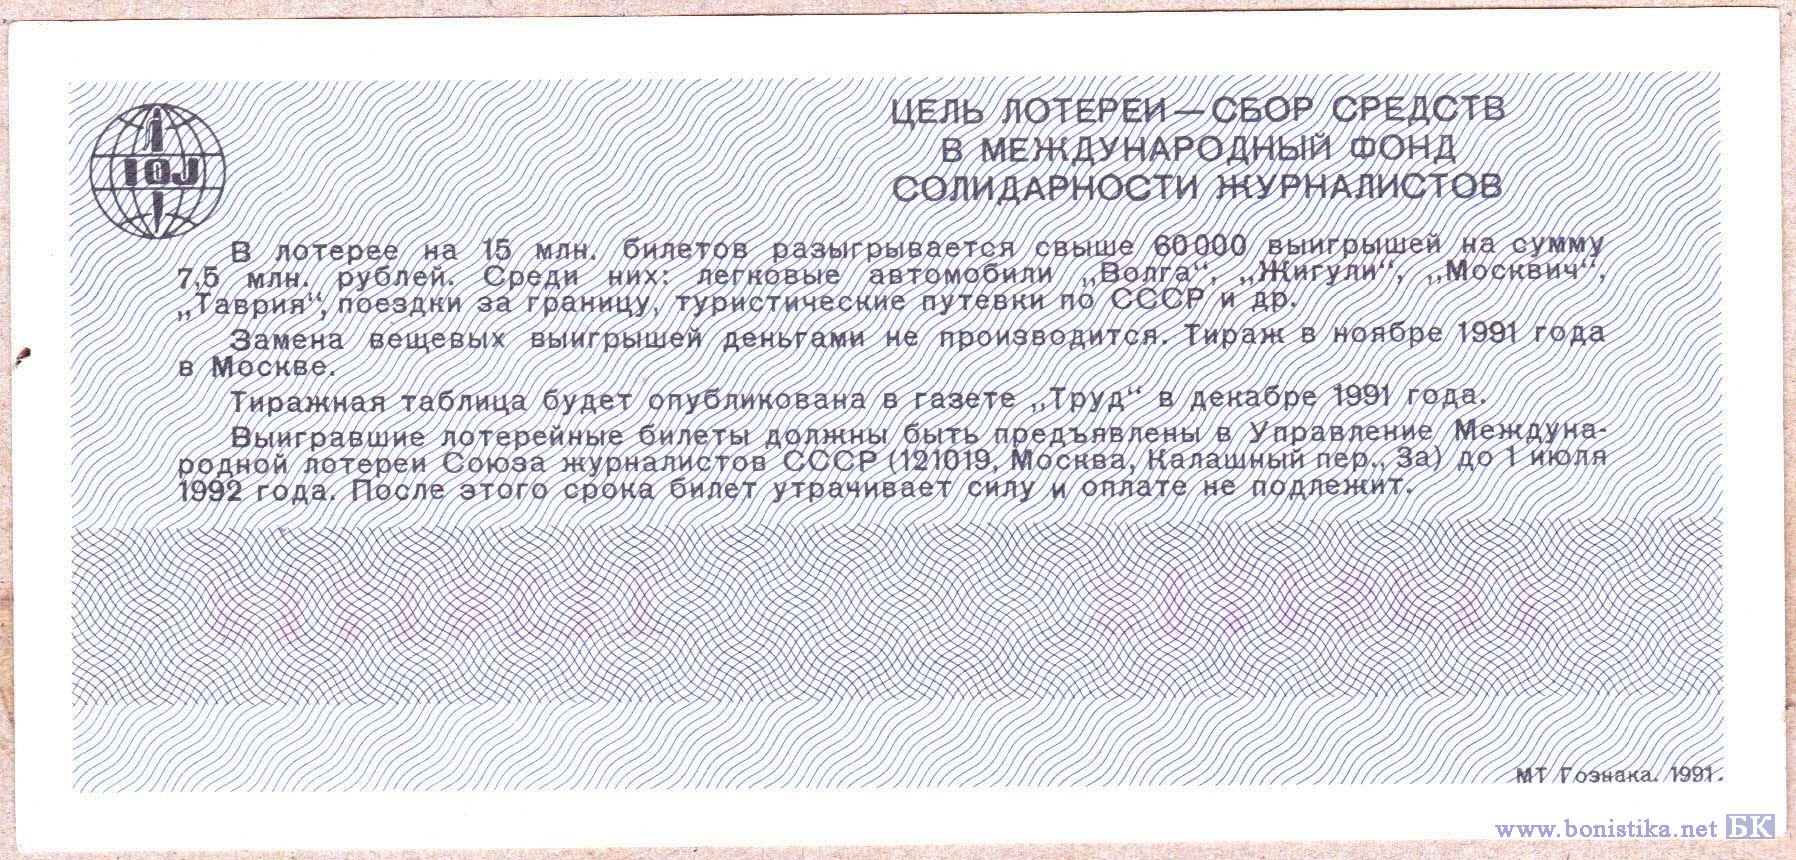 IOJ
ЦЕЛЬ ЛОТЕРЕИ — СБОР СРЕДСТВ
В МЕЖДУНАРОДНЫЙ ФОНД
СОЛИДАРНОСТИ ЖУРНАЛИСТОВ
В лотерее на 15 млн. билетов разыгрывается свыше 60000 выигрышей на сумму
7,5 млн. рублей. Среди них: легковые автомобили „Волга“, „Жигули“, „Москвич“,
„Таврия“, поездки за границу, туристические путевки по СССР и др.
Замена вещевых выигрышей деньгами не производится. Тираж в ноябре 1991 года
в Москве.
Тиражная таблица будет опубликована в газете „Труд“ в декабре 1991 года.
Выигравшие лотерейные билеты должны быть предъявлены в Управление Междуна-
родной лотереи Союза журналистов СССР (121019, Москва, Калашный пер., 3а) до 1 июля
1992 года. После этого срока билет утрачивает силу и оплате не подлежит.
МТ Гознака. 1991.
www.bonistika.net БК